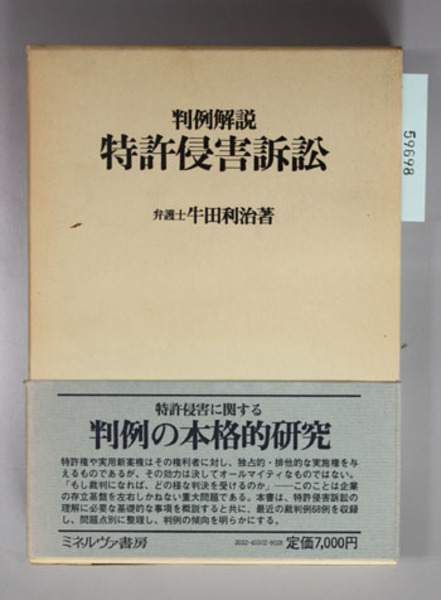 判例解説
特許侵害訴訟
弁護士 牛田利治著
59698
特許侵害に関する
判例の本格的研究
特許権や実用新案権はその権利者に対し、独占的・排他的な実施権を与
えるものであるが、その効力は決してオールマイティなものではない。
「もし裁判になれば、どの様な判決を受けるのか」――このことは企業
の存立基盤を左右しかねない重大問題である。本書は、特許侵害訴訟の
理解に必要な基礎的な事項を概説すると共に、最近の裁判例68例を収録
し、問題点別に整理し、判例の傾向を明らかにする。
ミネルヴァ書房
定価7,000円